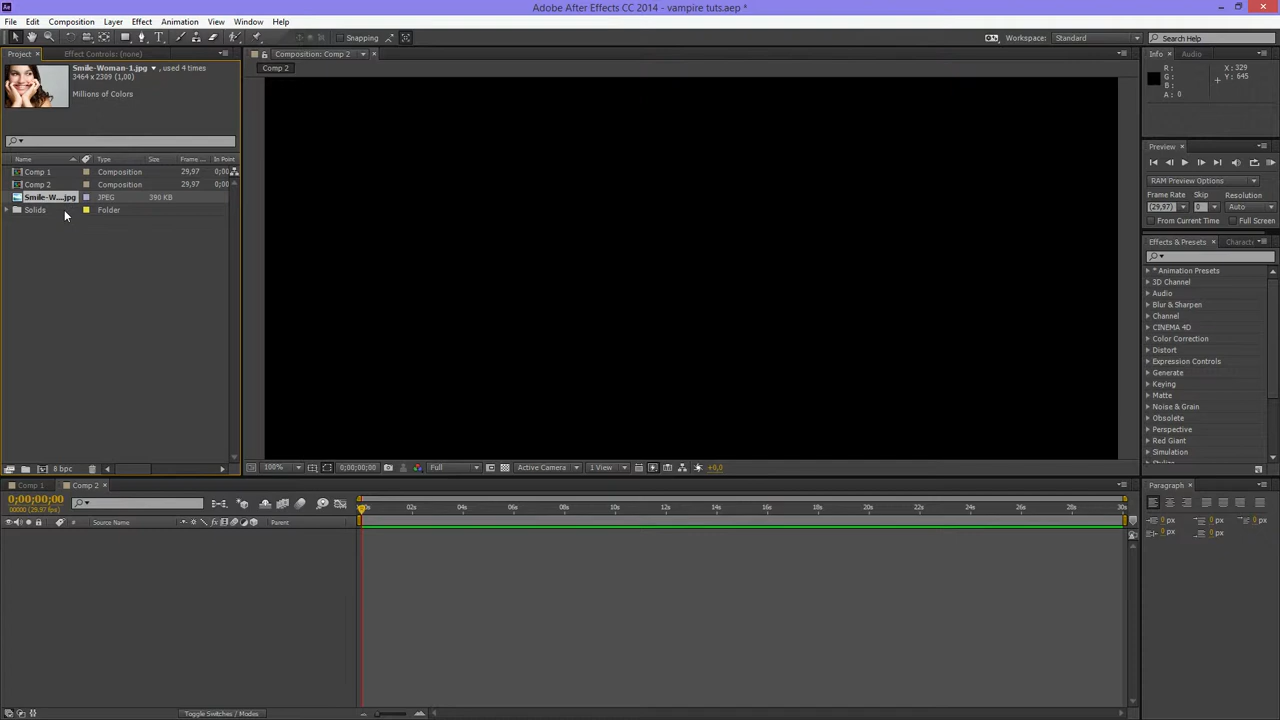 Adobe After Effects CC 2014 - vampire tuts.aep *
File Edit Composition Layer Effect Animation View Window Help
Snapping
Workspace: Standard
Search Help
Project
Effect Controls: (none)
Composition: Comp 2
Info
Audio
Smile-Woman-1.jpg , used 4 times
3464 x 2309 (1,00)
Millions of Colors
Comp 2
R:
G:
B:
A: 0
X: 329
Y: 645
Preview
Name Type Size Frame ... In Point
Comp 1 Composition 29,97 0;00
Comp 2 Composition 29,97 0;00
Smile-W....jpg JPEG 390 KB
Solids Folder
RAM Preview Options
Frame Rate Skip Resolution
(29,97) 0 Auto
From Current Time Full Screen
Effects & Presets
Charact
* Animation Presets
3D Channel
Audio
Blur & Sharpen
Channel
CINEMA 4D
Color Correction
Distort
Expression Controls
Generate
Keying
Matte
Noise & Grain
Obsolete
Perspective
Red Giant
Simulation
8 bpc
100% 0;00;00;00 Full Active Camera 1 View +0,0
Comp 1
Comp 2
Paragraph
0;00;00;00
00000 (29.97 fps)
# Source Name Parent
02s 04s 06s 08s 10s 12s 14s 16s 18s 20s 22s 24s 26s 28s 30s
0 px 0 px 0 px
0 px 0 px
Toggle Switches / Modes